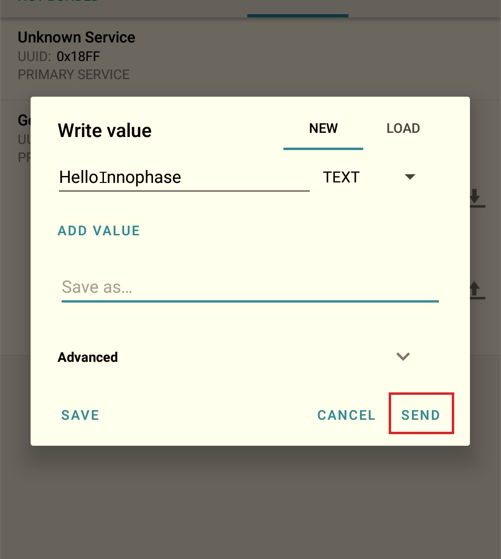 Unknown Service
UUID: 0x18FF
PRIMARY SERVICE
Write value
NEW
LOAD
HelloInnophase
TEXT
ADD VALUE
Save as...
Advanced
SAVE
CANCEL
SEND